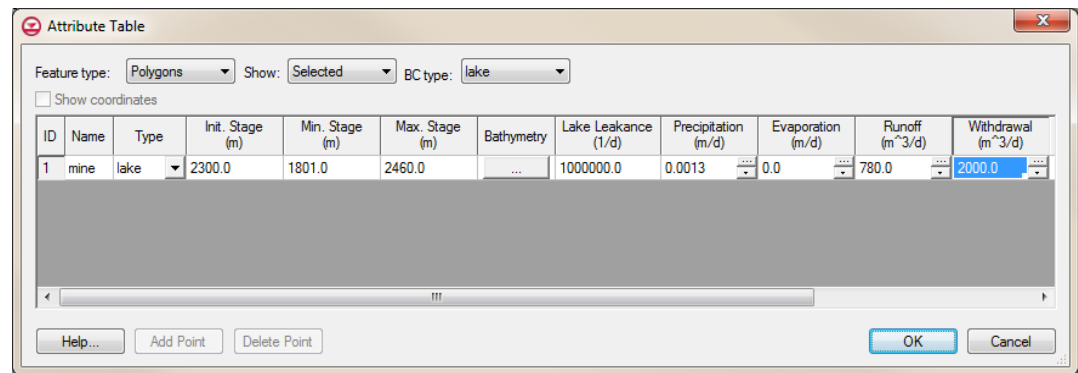 Attribute Table
Feature type: Polygons Show: Selected BC type: lake
Show coordinates
ID Name Type Init. Stage (m) Min. Stage (m) Max. Stage (m) Bathymetry Lake Leakance (1/d) Precipitation (m/d) Evaporation (m/d) Runoff (m^3/d) Withdrawal (m^3/d)
1 mine lake 2300.0 1801.0 2460.0 ... 1000000.0 0.0013 ... 0.0 ... 780.0 ... 2000.0 ...
Help... Add Point Delete Point OK Cancel